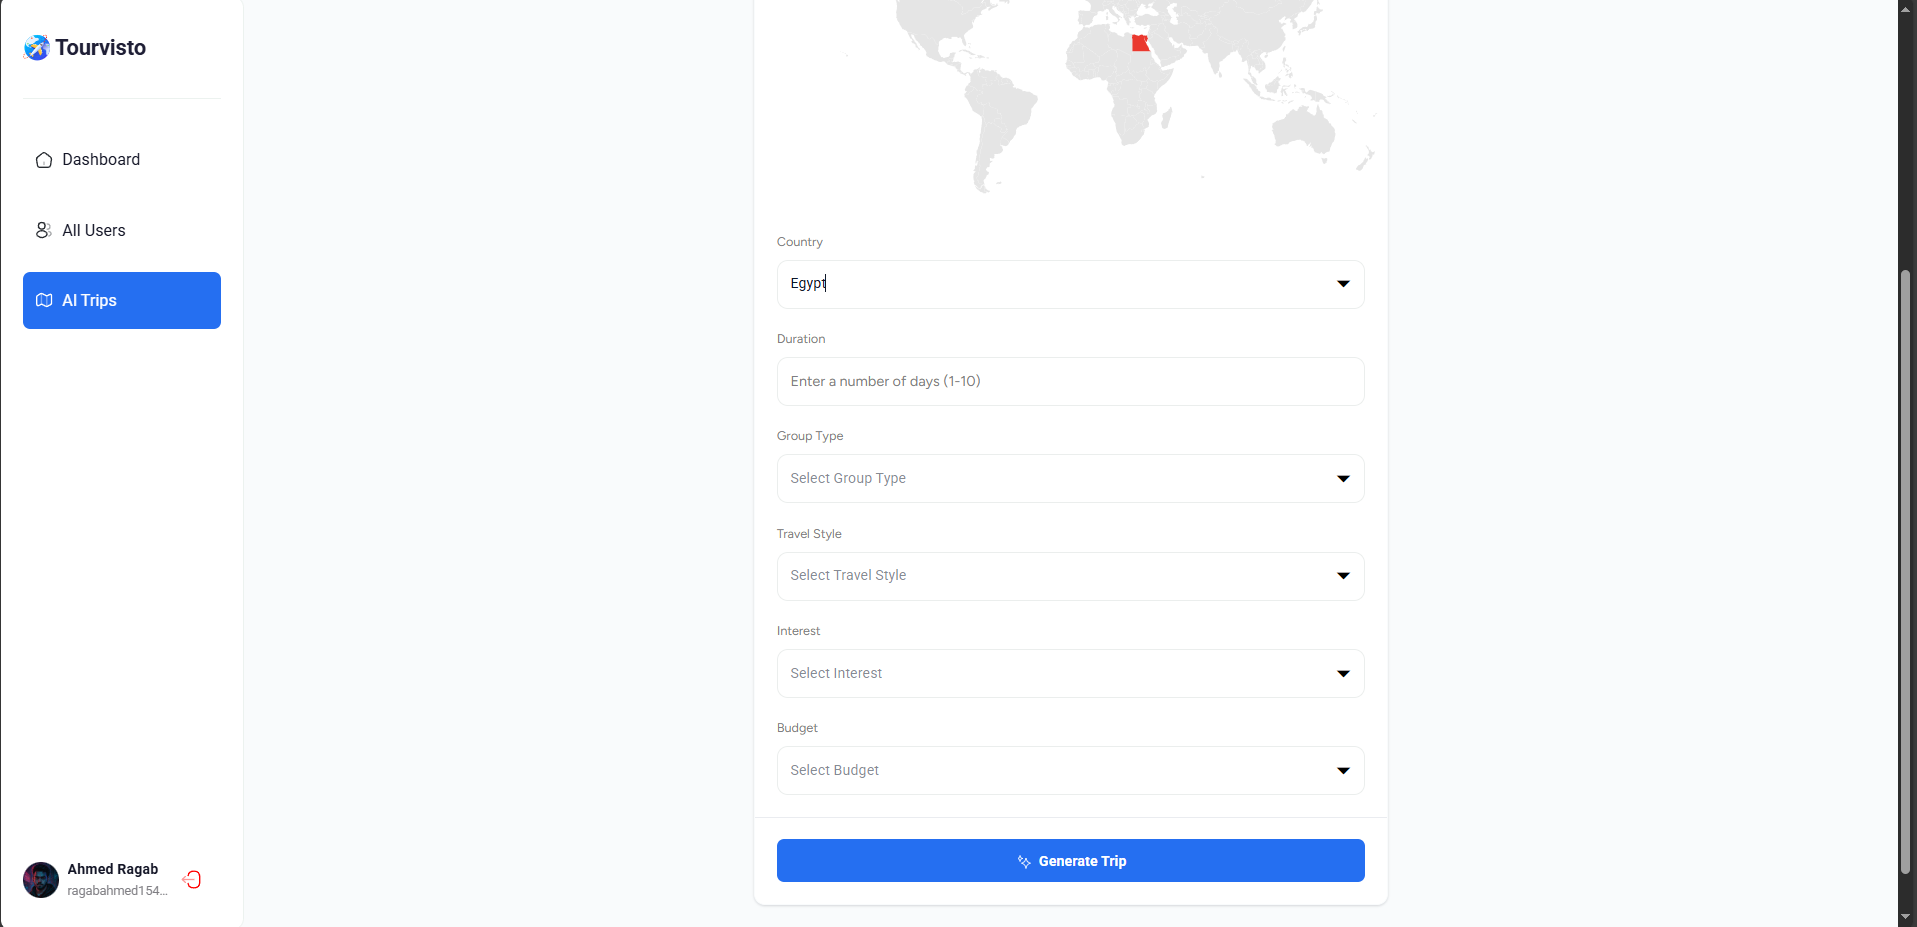 Tourvisto
Dashboard
All Users
AI Trips
Ahmed Ragab
ragabahmed154...
Country
Egypt
Duration
Enter a number of days (1-10)
Group Type
Select Group Type
Travel Style
Select Travel Style
Interest
Select Interest
Budget
Select Budget
Generate Trip